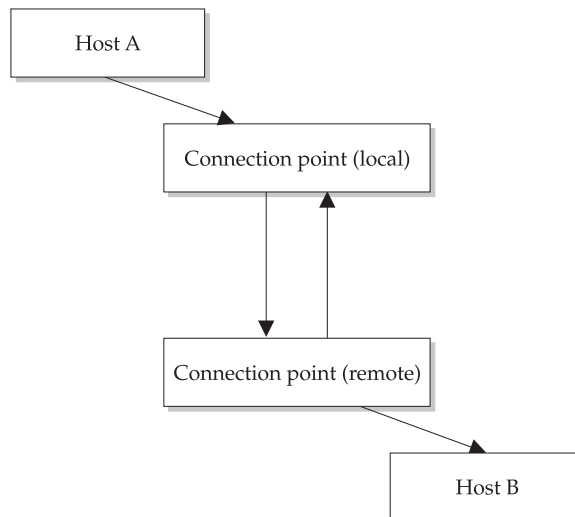 Host A
Connection point (local)
Connection point (remote)
Host B